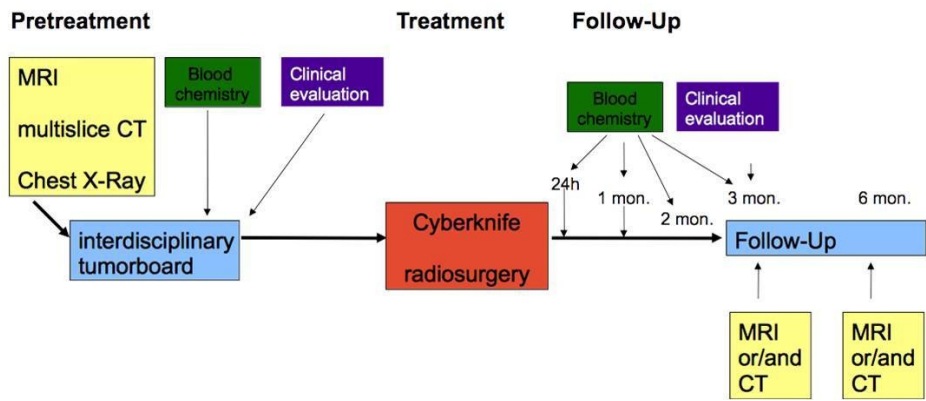 Pretreatment
Treatment
Follow-Up
MRI
multislice CT
Chest X-Ray
Blood
chemistry
Clinical
evaluation
Blood
chemistry
Clinical
evaluation
24h
1 mon.
2 mon.
3 mon.
6 mon.
interdisciplinary
tumorboard
Cyberknife
radiosurgery
Follow-Up
MRI
or/and
CT
MRI
or/and
CT